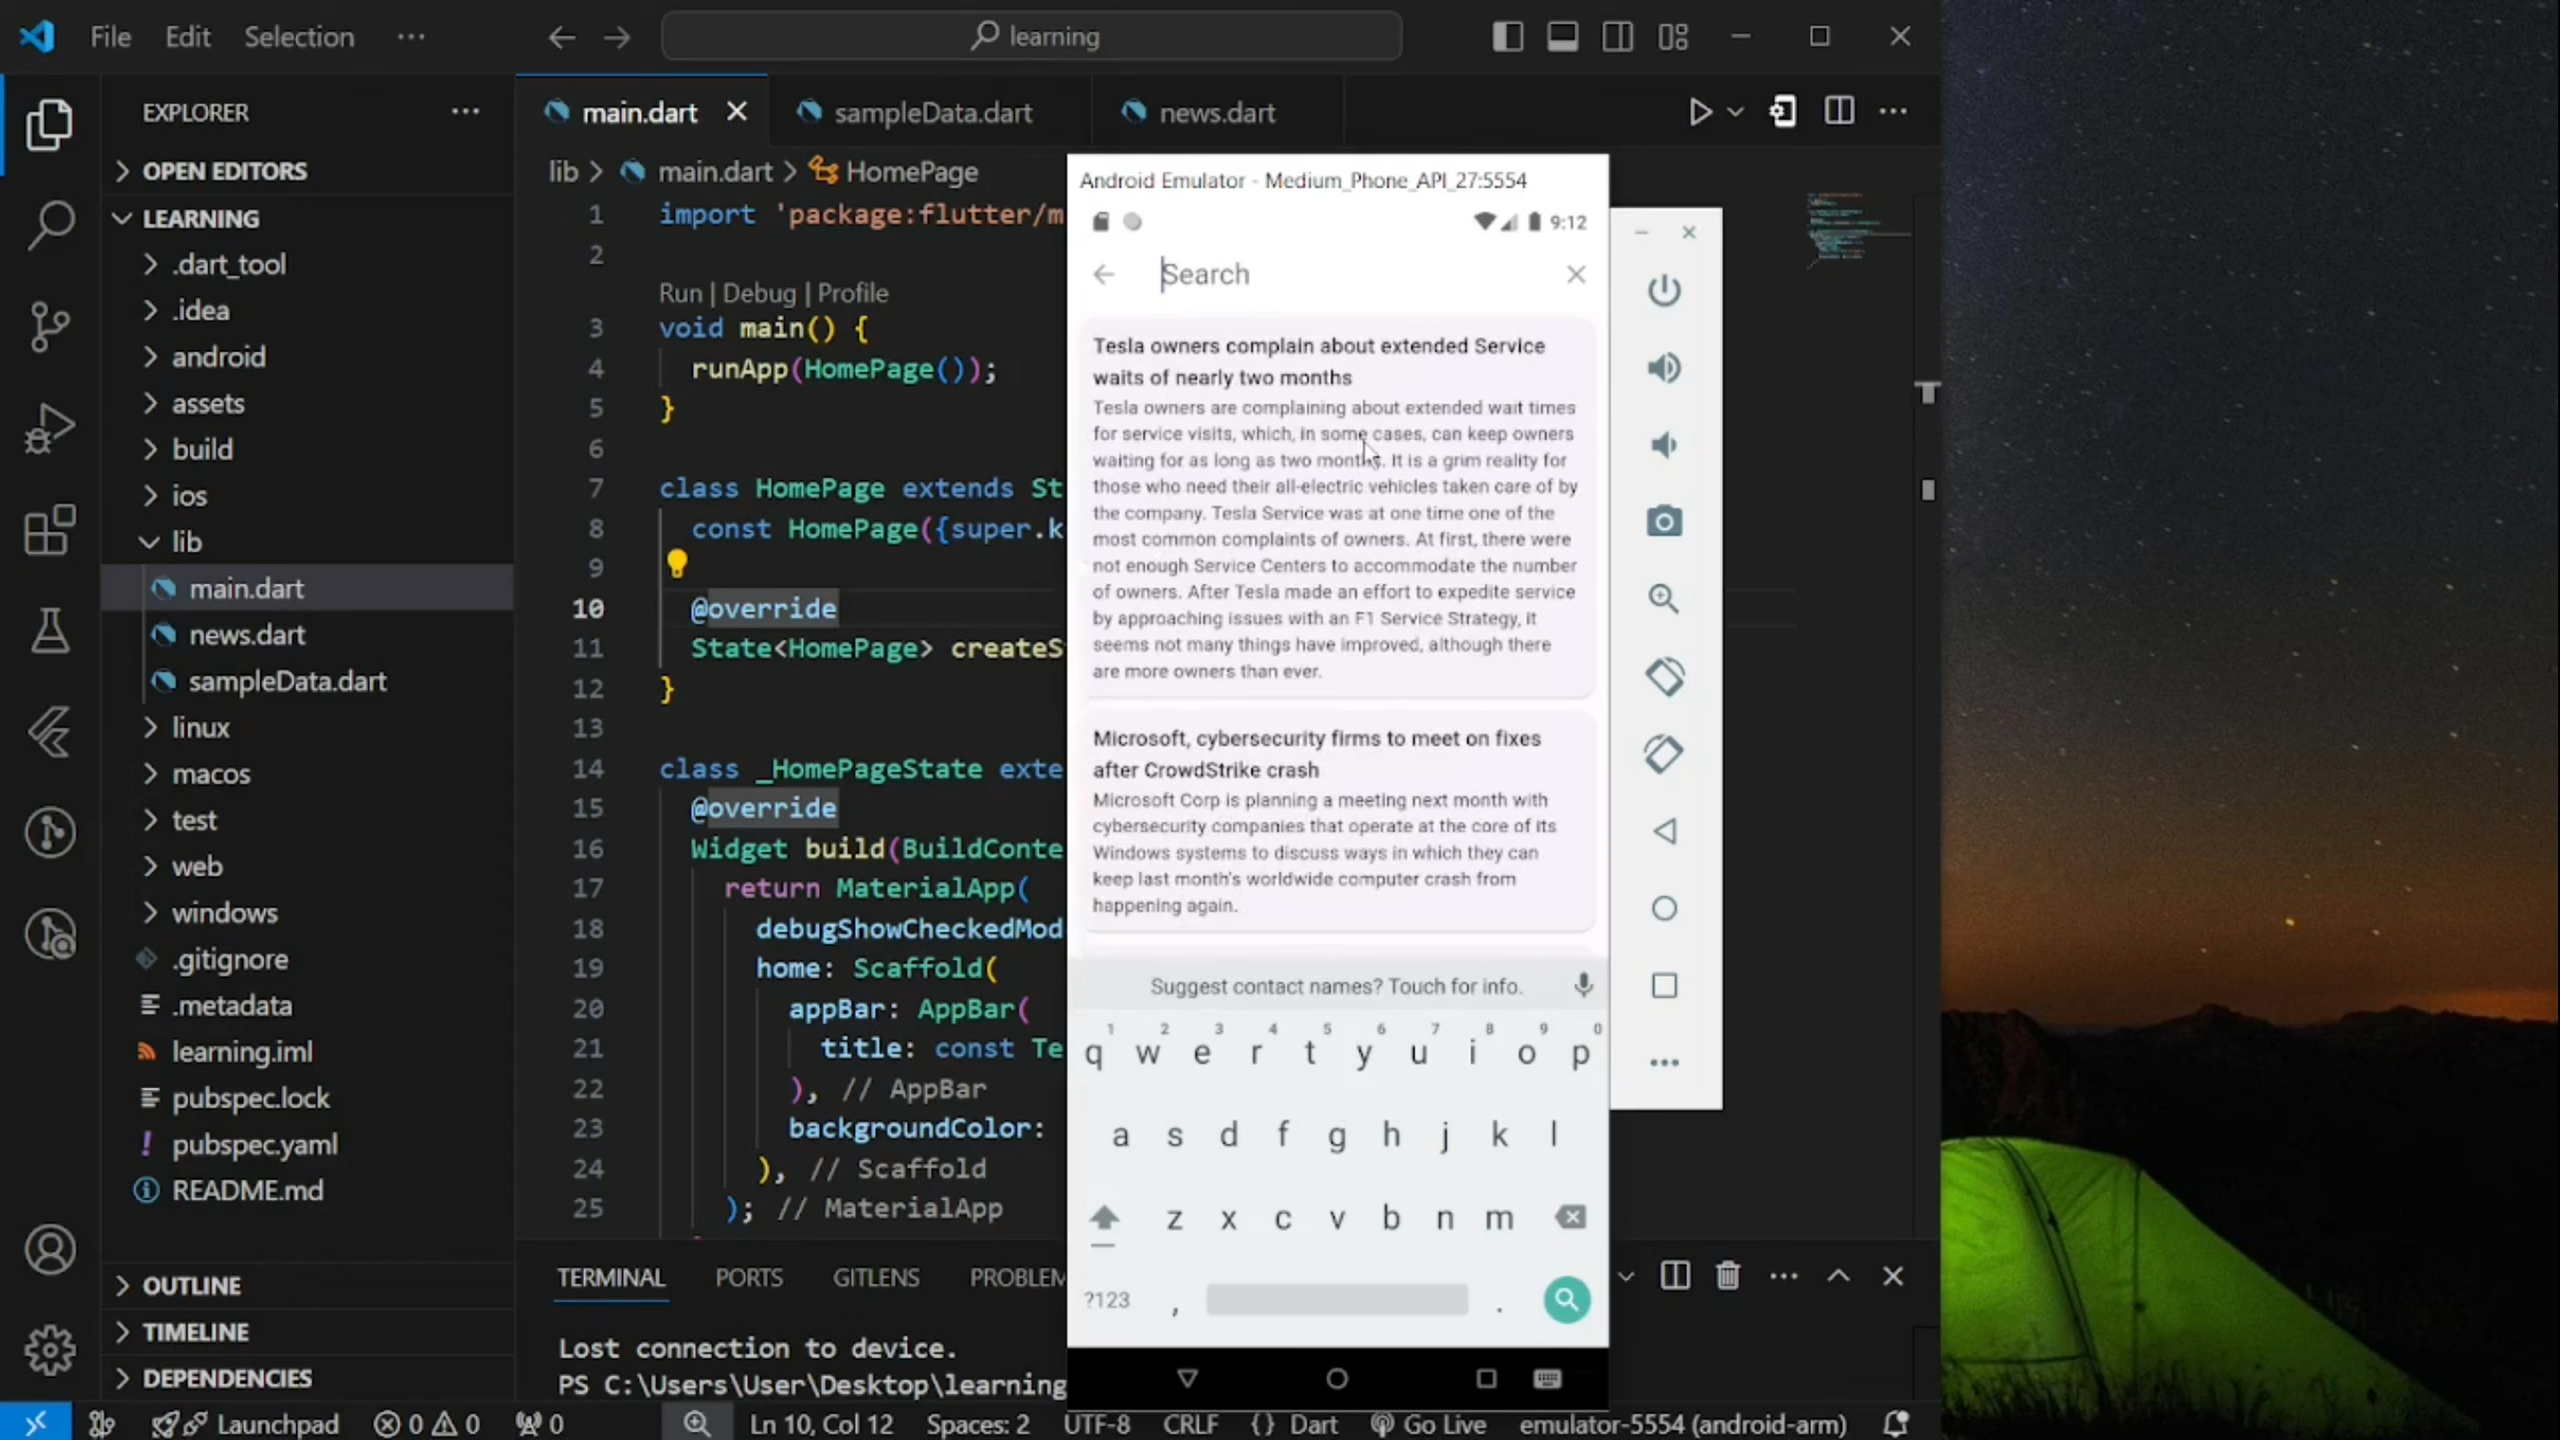 File Edit Selection ···
learning
EXPLORER
OPEN EDITORS
LEARNING
.dart_tool
.idea
android
assets
build
ios
lib
main.dart
news.dart
sampleData.dart
linux
macos
test
web
windows
.gitignore
.metadata
learning.iml
pubspec.lock
pubspec.yaml
README.md
OUTLINE
TIMELINE
DEPENDENCIES
main.dart
sampleData.dart
news.dart
lib > main.dart > HomePage
1 import 'package:flutter/m
2
Run | Debug | Profile
3 void main() {
4 runApp(HomePage());
5 }
6
7 class HomePage extends St
8 const HomePage({super.k
9
10 @override
11 State<HomePage> createS
12 }
13
14 class _HomePageState exte
15 @override
16 Widget build(BuildConte
17 return MaterialApp(
18 debugShowCheckedMod
19 home: Scaffold(
20 appBar: AppBar(
21 title: const Te
22 ), // AppBar
23 backgroundColor:
24 ), // Scaffold
25 ); // MaterialApp
TERMINAL PORTS GITLENS PROBLEM
Lost connection to device.
PS C:\Users\User\Desktop\learning
Android Emulator - Medium_Phone_API_27:5554
9:12
Search
Tesla owners complain about extended Service
waits of nearly two months
Tesla owners are complaining about extended wait times
for service visits, which, in some cases, can keep owners
waiting for as long as two months. It is a grim reality for
those who need their all-electric vehicles taken care of by
the company. Tesla Service was at one time one of the
most common complaints of owners. At first, there were
not enough Service Centers to accommodate the number
of owners. After Tesla made an effort to expedite service
by approaching issues with an F1 Service Strategy, it
seems not many things have improved, although there
are more owners than ever.
Microsoft, cybersecurity firms to meet on fixes
after CrowdStrike crash
Microsoft Corp is planning a meeting next month with
cybersecurity companies that operate at the core of its
Windows systems to discuss ways in which they can
keep last month's worldwide computer crash from
happening again.
Suggest contact names? Touch for info.
1 2 3 4 5 6 7 8 9 0
q w e r t y u i o p
a s d f g h j k l
z x c v b n m
?123 , .
Launchpad 0 0 0 Ln 10, Col 12 Spaces: 2 UTF-8 CRLF {} Dart Go Live emulator-5554 (android-arm)